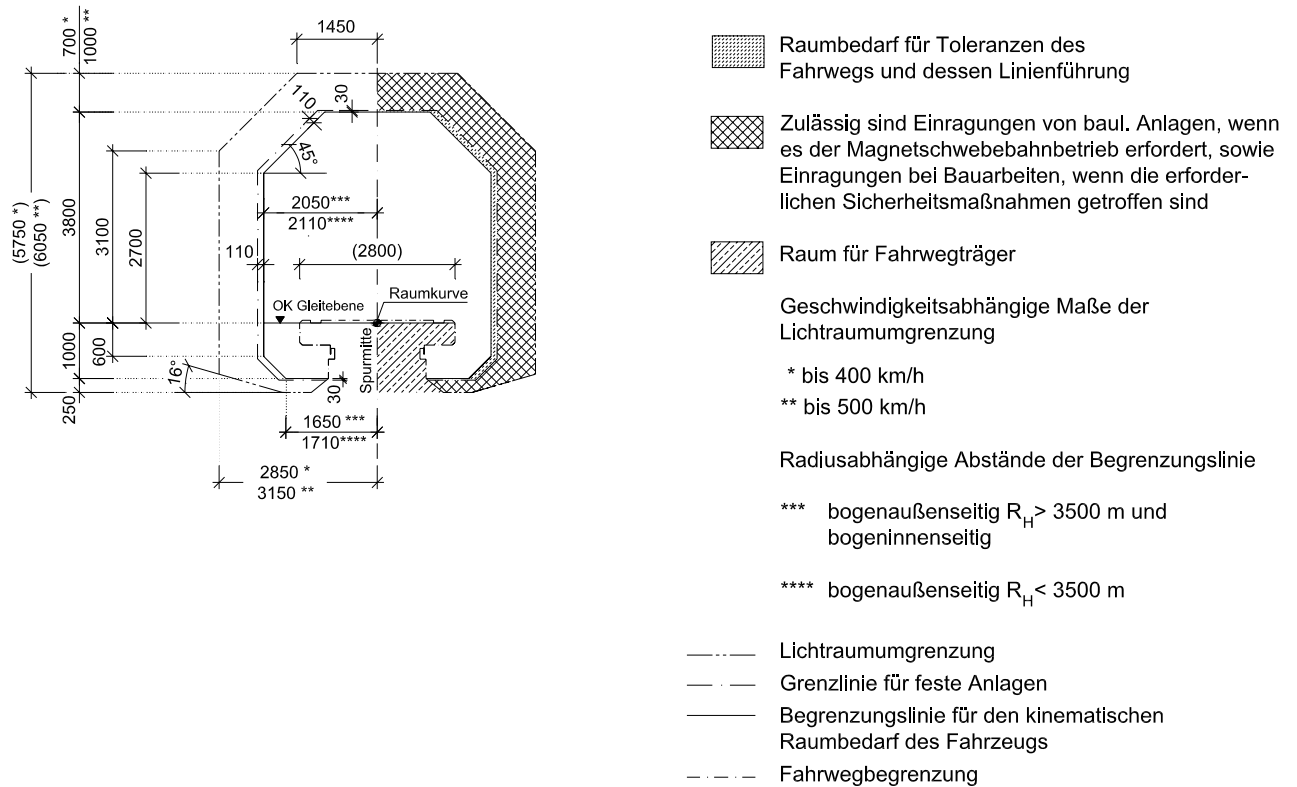 700 *
1000 **
1450
110
30
45°
(5750 *)
(6050 **)
3800
3100
2700
2050***
2110****
110
(2800)
Raumkurve
OK Gleitebene
Spurmitte
1000
600
16°
250
30
1650 ***
1710****
2850 *
3150 **
Raumbedarf für Toleranzen des
Fahrwegs und dessen Linienführung
Zulässig sind Einragungen von baul. Anlagen, wenn
es der Magnetschwebebahnbetrieb erfordert, sowie
Einragungen bei Bauarbeiten, wenn die erforder-
lichen Sicherheitsmaßnahmen getroffen sind
Raum für Fahrwegträger
Geschwindigkeitsabhängige Maße der
Lichtraumumgrenzung
* bis 400 km/h
** bis 500 km/h
Radiusabhängige Abstände der Begrenzungslinie
*** bogenaußenseitig R_H> 3500 m und
bogeninnenseitig
**** bogenaußenseitig R_H< 3500 m
Lichtraumumgrenzung
Grenzlinie für feste Anlagen
Begrenzungslinie für den kinematischen
Raumbedarf des Fahrzeugs
Fahrwegbegrenzung